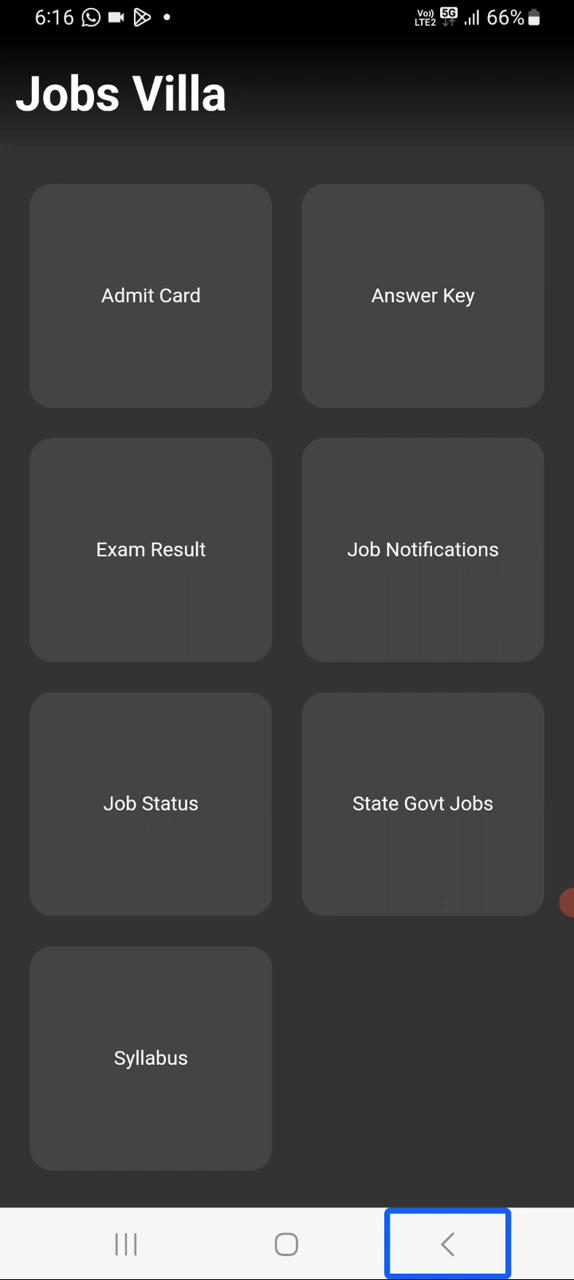 6:16 Vo)) LTE2 5G 66%
Jobs Villa
Admit Card Answer Key
Exam Result Job Notifications
Job Status State Govt Jobs
Syllabus